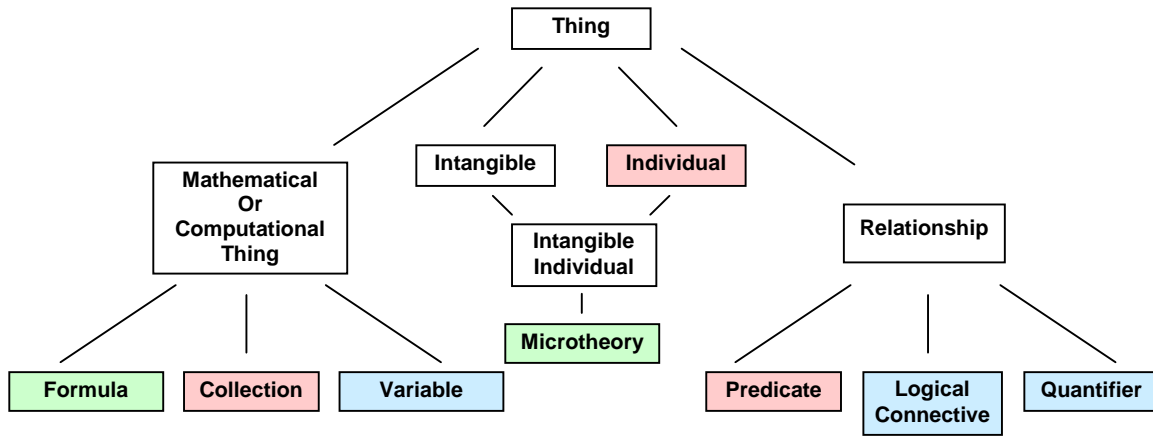 Thing
Intangible
Individual
Mathematical
Or
Computational
Thing
Relationship
Intangible
Individual
Microtheory
Formula
Collection
Variable
Predicate
Logical
Connective
Quantifier